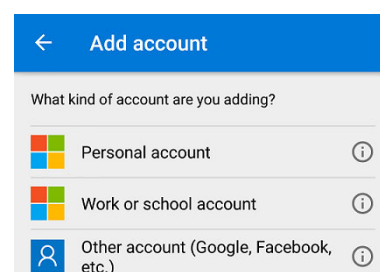 Add account
What kind of account are you adding?
Personal account
Work or school account
Other account (Google, Facebook,
etc.)